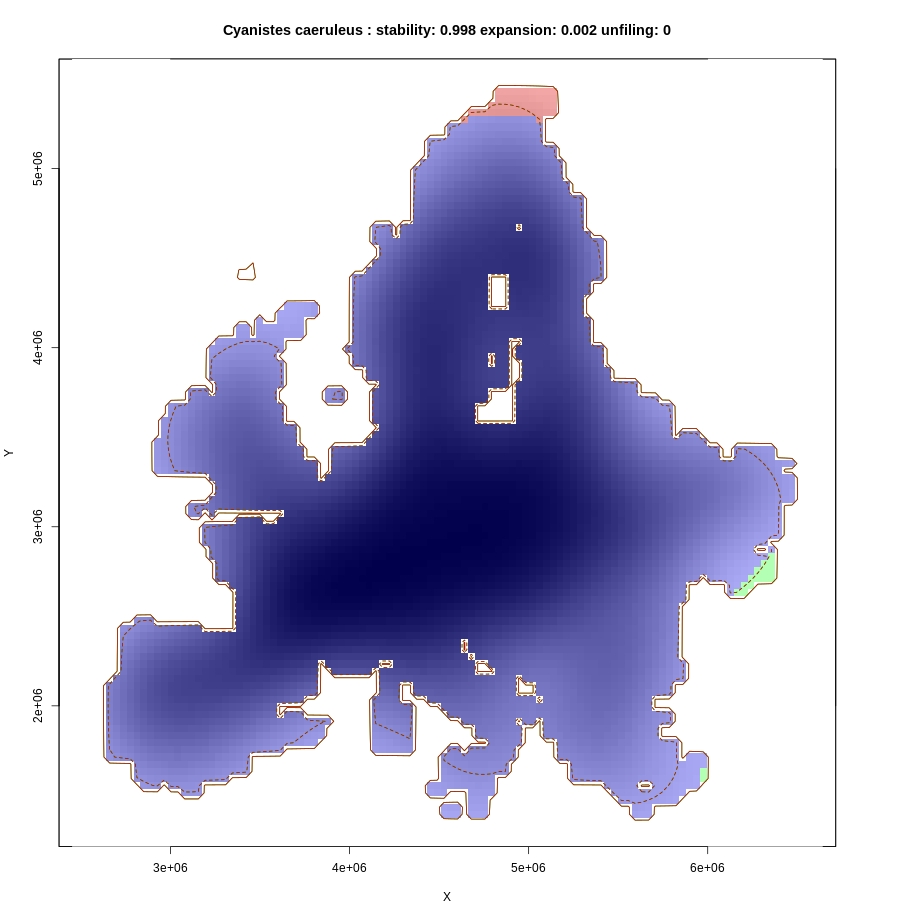 Cyanistes caeruleus : stability: 0.998 expansion: 0.002 unfiling: 0
5e+06
4e+06
Y
3e+06
2e+06
3e+06 4e+06 5e+06 6e+06
X